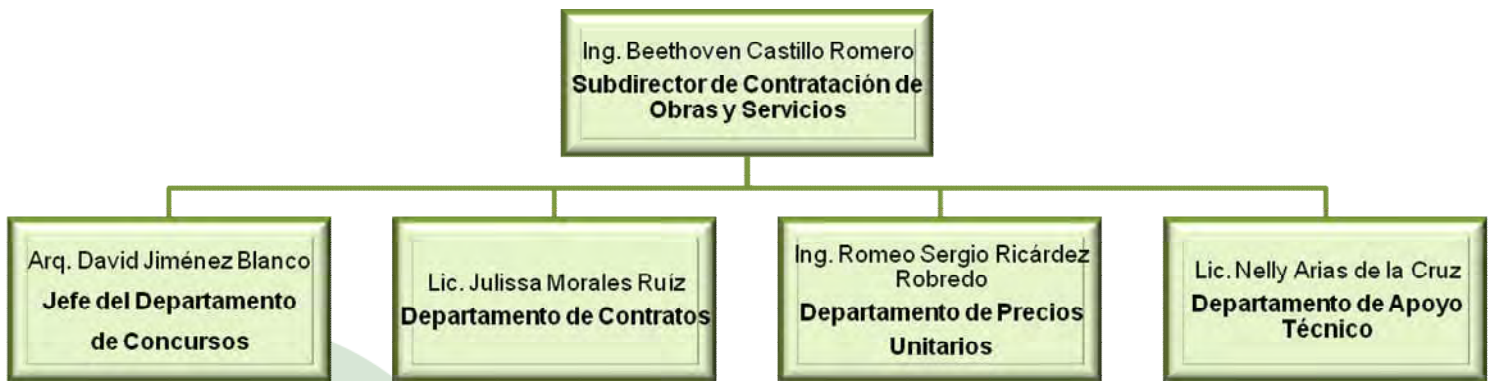 Ing. Beethoven Castillo Romero
Subdirector de Contratación de
Obras y Servicios
Arq. David Jiménez Blanco
Jefe del Departamento
de Concursos
Lic. Julissa Morales Ruíz
Departamento de Contratos
Ing. Romeo Sergio Ricárdez
Robredo
Departamento de Precios
Unitarios
Lic. Nelly Arias de la Cruz
Departamento de Apoyo
Técnico